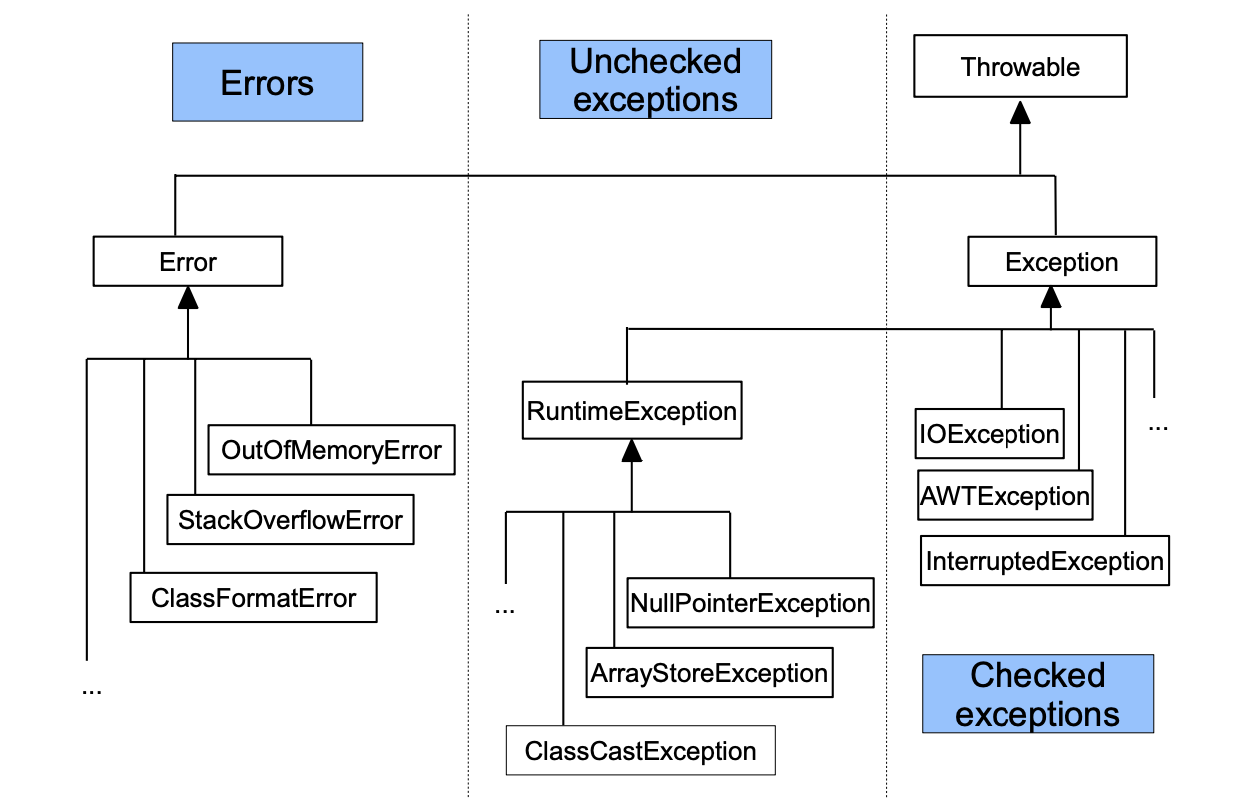 Errors
Unchecked
exceptions
Throwable
Error
Exception
RuntimeException
IOException
...
OutOfMemoryError
AWTException
StackOverflowError
InterruptedException
ClassFormatError
...
NullPointerException
...
ArrayStoreException
Checked
exceptions
ClassCastException